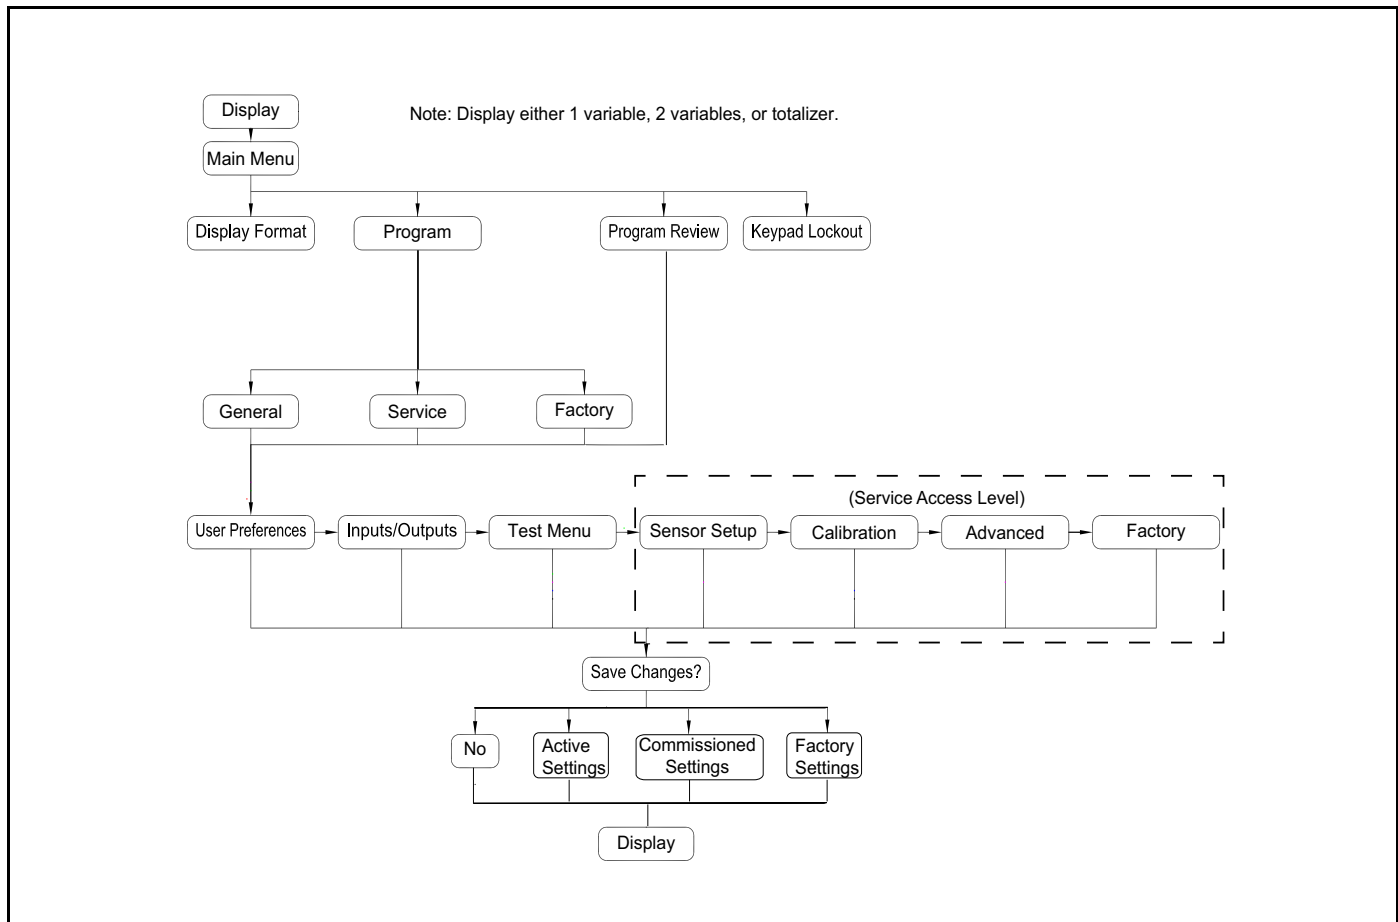 Display
Note: Display either 1 variable, 2 variables, or totalizer.
Main Menu
Display Format
Program
Program Review
Keypad Lockout
General
Service
Factory
(Service Access Level)
User Preferences
Inputs/Outputs
Test Menu
Sensor Setup
Calibration
Advanced
Factory
Save Changes?
No
Active
Settings
Commissioned
Settings
Factory
Settings
Display